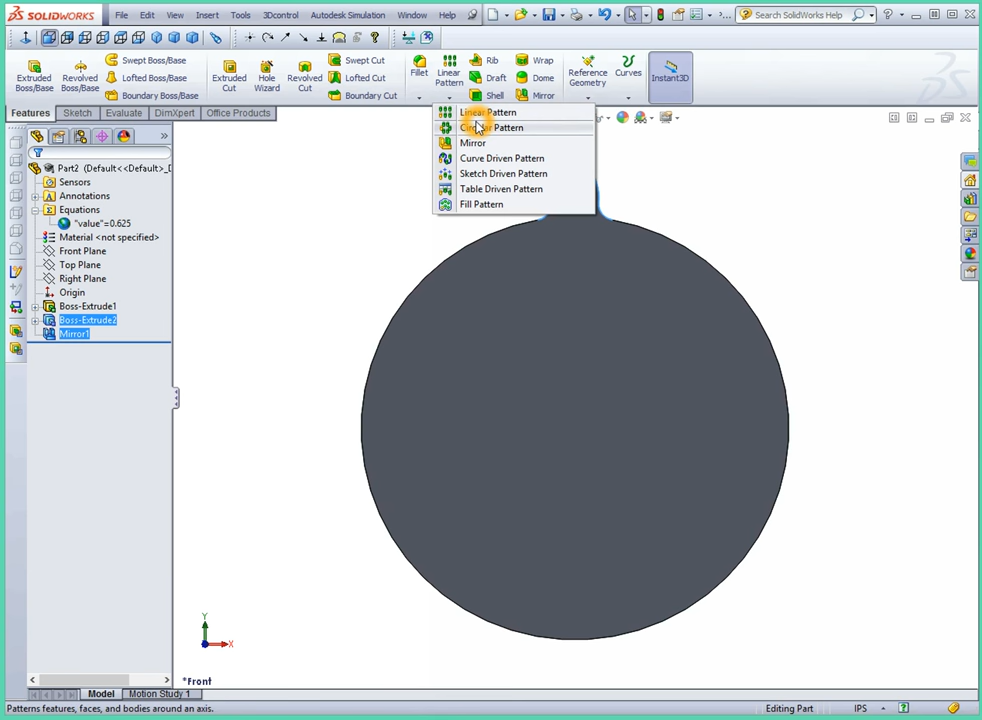 SOLIDWORKS File Edit View Insert Tools 3Dcontrol Autodesk Simulation Window Help Search SolidWorks Help
Extruded Boss/Base
Revolved Boss/Base
Swept Boss/Base
Lofted Boss/Base
Boundary Boss/Base
Extruded Cut
Hole Wizard
Revolved Cut
Swept Cut
Lofted Cut
Boundary Cut
Fillet
Linear Pattern
Rib
Draft
Shell
Wrap
Dome
Mirror
Reference Geometry
Curves
Instant3D
Features Sketch Evaluate DimXpert Office Products
Linear Pattern
Circular Pattern
Mirror
Curve Driven Pattern
Sketch Driven Pattern
Table Driven Pattern
Fill Pattern
Part2 (Default<<Default>_D
Sensors
Annotations
Equations
"value"=0.625
Material <not specified>
Front Plane
Top Plane
Right Plane
Origin
Boss-Extrude1
Boss-Extrude2
Mirror1
Y
X
*Front
Model Motion Study 1
Patterns features, faces, and bodies around an axis. Editing Part IPS